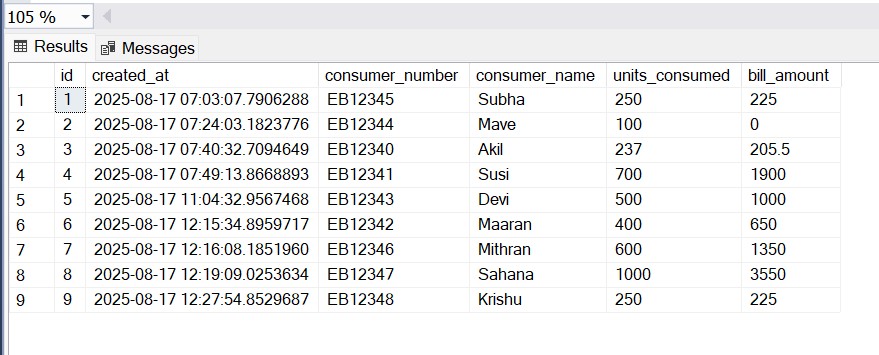 105 %
Results Messages
id created_at consumer_number consumer_name units_consumed bill_amount
1 1 2025-08-17 07:03:07.7906288 EB12345 Subha 250 225
2 2 2025-08-17 07:24:03.1823776 EB12344 Mave 100 0
3 3 2025-08-17 07:40:32.7094649 EB12340 Akil 237 205.5
4 4 2025-08-17 07:49:13.8668893 EB12341 Susi 700 1900
5 5 2025-08-17 11:04:32.9567468 EB12343 Devi 500 1000
6 6 2025-08-17 12:15:34.8959717 EB12342 Maaran 400 650
7 7 2025-08-17 12:16:08.1851960 EB12346 Mithran 600 1350
8 8 2025-08-17 12:19:09.0253634 EB12347 Sahana 1000 3550
9 9 2025-08-17 12:27:54.8529687 EB12348 Krishu 250 225